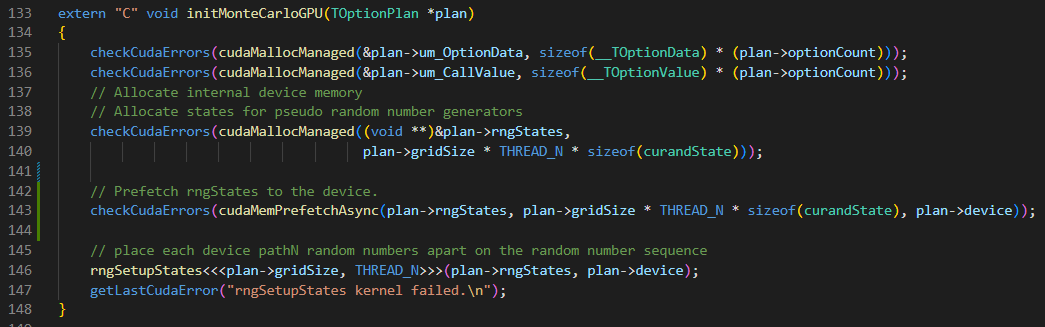 133 extern "C" void initMonteCarloGPU(TOptionPlan *plan)
134 {
135     checkCudaErrors(cudaMallocManaged(&plan->um_OptionData, sizeof(__TOptionData) * (plan->optionCount)));
136     checkCudaErrors(cudaMallocManaged(&plan->um_CallValue, sizeof(__TOptionValue) * (plan->optionCount)));
137     // Allocate internal device memory
138     // Allocate states for pseudo random number generators
139     checkCudaErrors(cudaMallocManaged((void **)&plan->rngStates,
140                                       plan->gridSize * THREAD_N * sizeof(curandState)));
141
142     // Prefetch rngStates to the device.
143     checkCudaErrors(cudaMemPrefetchAsync(plan->rngStates, plan->gridSize * THREAD_N * sizeof(curandState), plan->device));
144
145     // place each device pathN random numbers apart on the random number sequence
146     rngSetupStates<<<plan->gridSize, THREAD_N>>>(plan->rngStates, plan->device);
147     getLastCudaError("rngSetupStates kernel failed.\n");
148 }